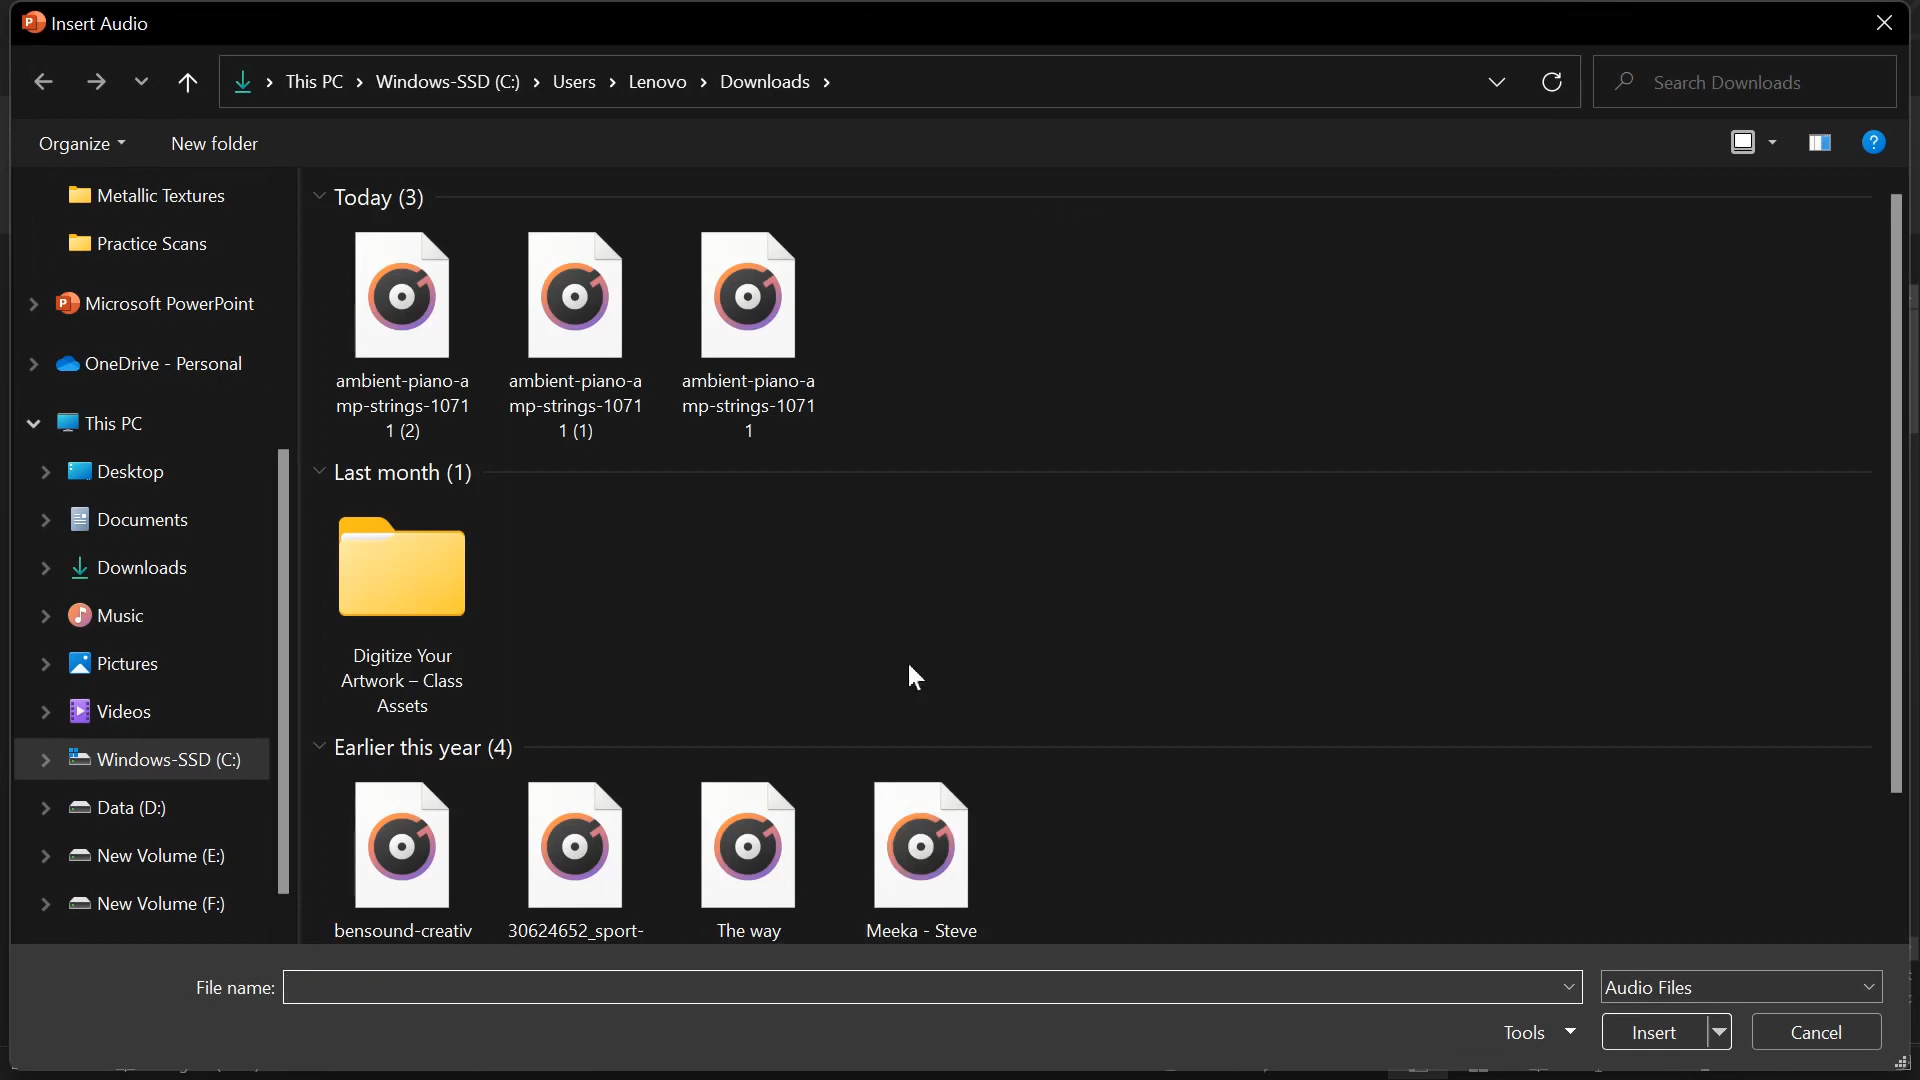 Insert Audio
This PC > Windows-SSD (C:) > Users > Lenovo > Downloads >
Search Downloads
Organize
New folder
?
Metallic Textures
Practice Scans
Microsoft PowerPoint
OneDrive - Personal
This PC
Desktop
Documents
Downloads
Music
Pictures
Videos
Windows-SSD (C:)
Data (D:)
New Volume (E:)
New Volume (F:)
Today (3)
ambient-piano-a
mp-strings-1071
1 (2)
ambient-piano-a
mp-strings-1071
1 (1)
ambient-piano-a
mp-strings-1071
1
Last month (1)
Digitize Your
Artwork – Class
Assets
Earlier this year (4)
bensound-creativ
30624652_sport-
The way
Meeka - Steve
File name:
Audio Files
Tools
Insert
Cancel